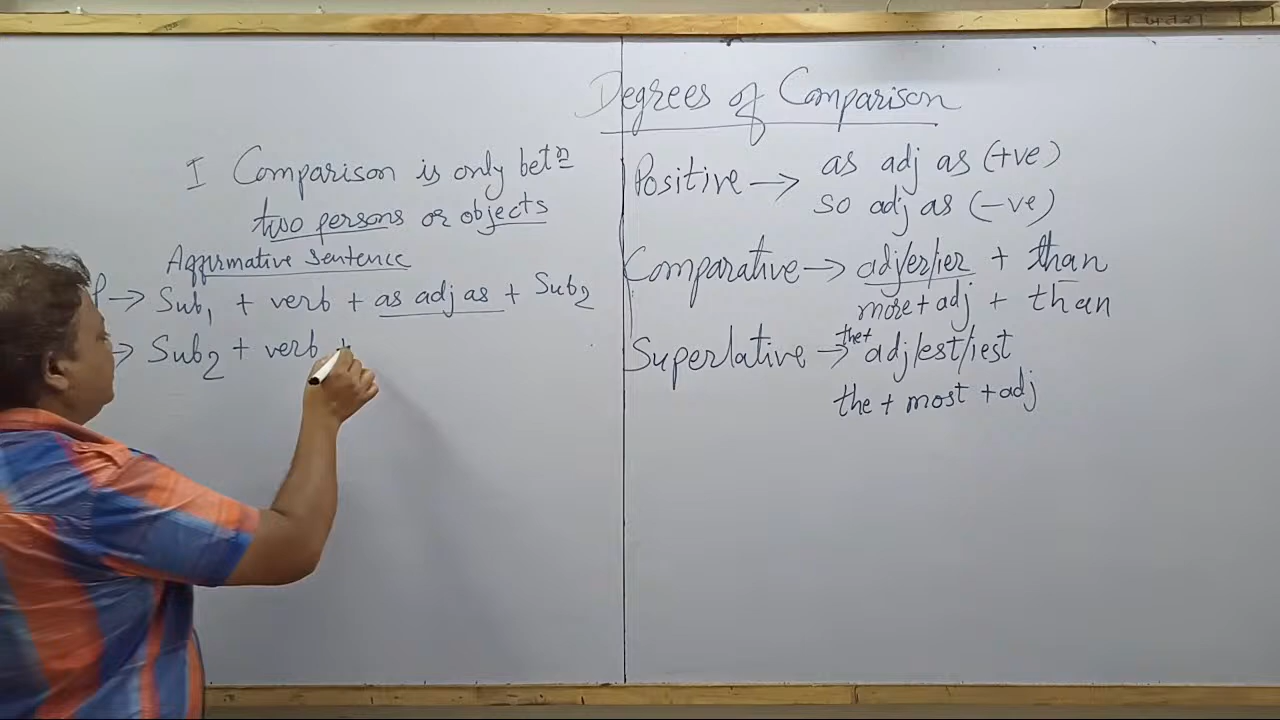 Degrees of Comparison
I Comparison is only betn
two persons or objects
Affirmative Sentence
P → Sub1 + verb + as adj as + Sub2
→ Sub2 + verb +
Positive → as adj as (+ve)
so adj as (-ve)
Comparative → adj/er/ier + than
more + adj + than
Superlative → the+ adj/est/iest
the + most + adj